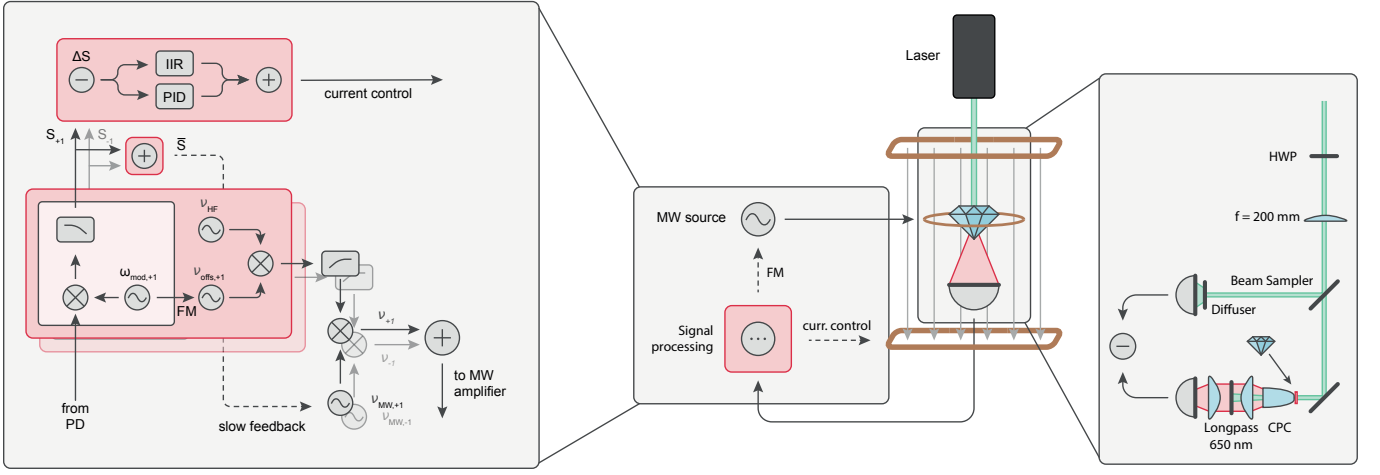 ΔS
IIR
PID
current control
S+1
S-1
S̅
νHF
ωmod,+1
νoffs,+1
FM
ν+1
ν-1
to MW
amplifier
νMW,+1
νMW,-1
from
PD
slow feedback
MW source
FM
Signal
processing
curr. control
Laser
HWP
f = 200 mm
Beam Sampler
Diffuser
Longpass
650 nm
CPC